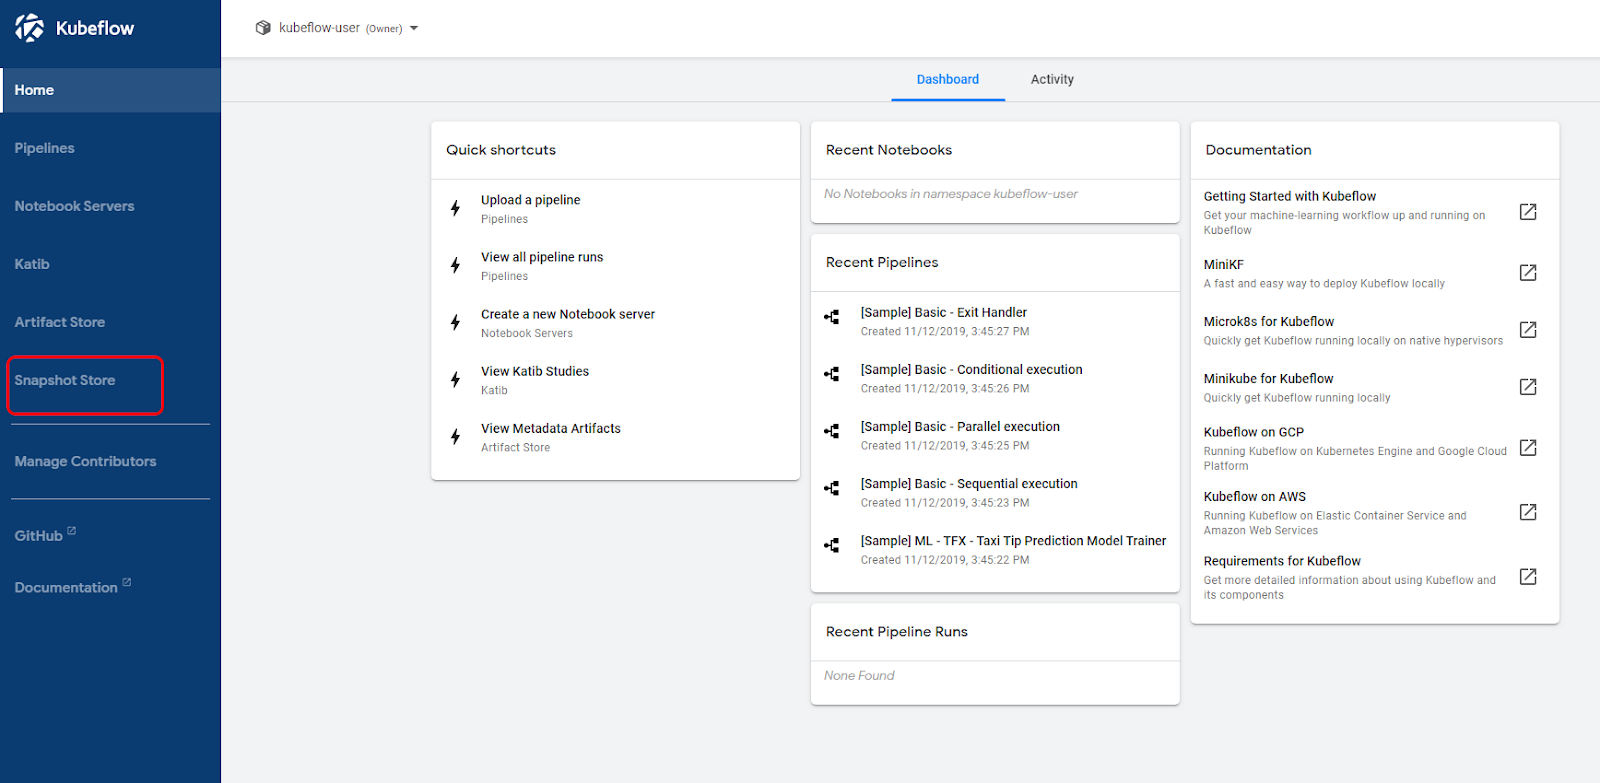 Kubeflow
Home
Pipelines
Notebook Servers
Katib
Artifact Store
Snapshot Store
Manage Contributors
GitHub
Documentation
kubeflow-user (Owner)
Dashboard
Activity
Quick shortcuts
Upload a pipeline
Pipelines
View all pipeline runs
Pipelines
Create a new Notebook server
Notebook Servers
View Katib Studies
Katib
View Metadata Artifacts
Artifact Store
Recent Notebooks
No Notebooks in namespace kubeflow-user
Recent Pipelines
[Sample] Basic - Exit Handler
Created 11/12/2019, 3:45:27 PM
[Sample] Basic - Conditional execution
Created 11/12/2019, 3:45:26 PM
[Sample] Basic - Parallel execution
Created 11/12/2019, 3:45:25 PM
[Sample] Basic - Sequential execution
Created 11/12/2019, 3:45:23 PM
[Sample] ML - TFX - Taxi Tip Prediction Model Trainer
Created 11/12/2019, 3:45:22 PM
Recent Pipeline Runs
None Found
Documentation
Getting Started with Kubeflow
Get your machine-learning workflow up and running on
Kubeflow
MiniKF
A fast and easy way to deploy Kubeflow locally
Microk8s for Kubeflow
Quickly get Kubeflow running locally on native hypervisors
Minikube for Kubeflow
Quickly get Kubeflow running locally
Kubeflow on GCP
Running Kubeflow on Kubernetes Engine and Google Cloud
Platform
Kubeflow on AWS
Running Kubeflow on Elastic Container Service and
Amazon Web Services
Requirements for Kubeflow
Get more detailed information about using Kubeflow and
its components